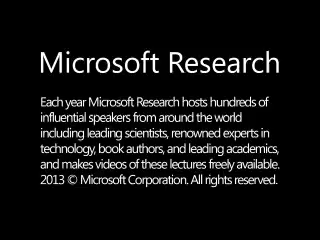 Microsoft Research
Each year Microsoft Research hosts hundreds of
influential speakers from around the world
including leading scientists, renowned experts in
technology, book authors, and leading academics,
and makes videos of these lectures freely available.
2013 © Microsoft Corporation. All rights reserved.